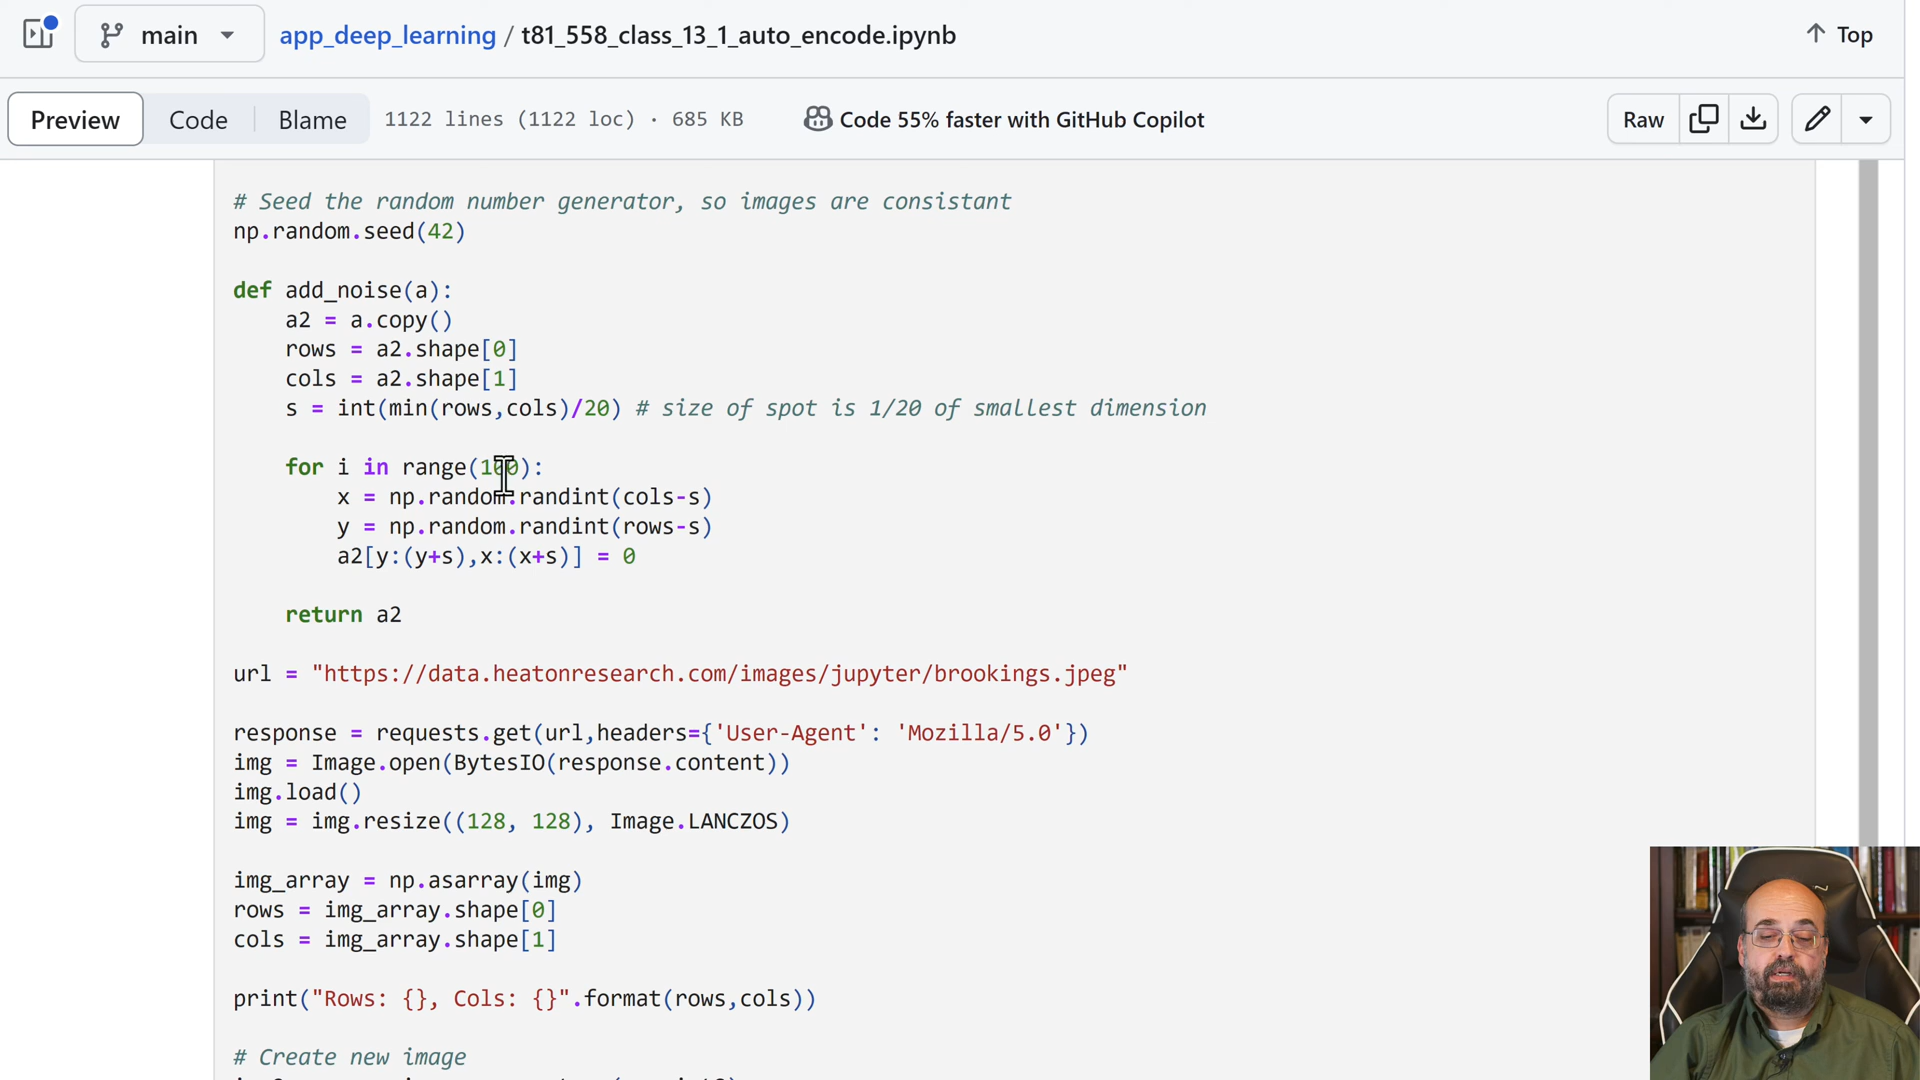 main
app_deep_learning / t81_558_class_13_1_auto_encode.ipynb
Top
Preview
Code
Blame
1122 lines (1122 loc) · 685 KB
Code 55% faster with GitHub Copilot
Raw
# Seed the random number generator, so images are consistant
np.random.seed(42)
def add_noise(a):
a2 = a.copy()
rows = a2.shape[0]
cols = a2.shape[1]
s = int(min(rows,cols)/20) # size of spot is 1/20 of smallest dimension
for i in range(100):
x = np.random.randint(cols-s)
y = np.random.randint(rows-s)
a2[y:(y+s),x:(x+s)] = 0
return a2
url = "https://data.heatonresearch.com/images/jupyter/brookings.jpeg"
response = requests.get(url,headers={'User-Agent': 'Mozilla/5.0'})
img = Image.open(BytesIO(response.content))
img.load()
img = img.resize((128, 128), Image.LANCZOS)
img_array = np.asarray(img)
rows = img_array.shape[0]
cols = img_array.shape[1]
print("Rows: {}, Cols: {}".format(rows,cols))
# Create new image